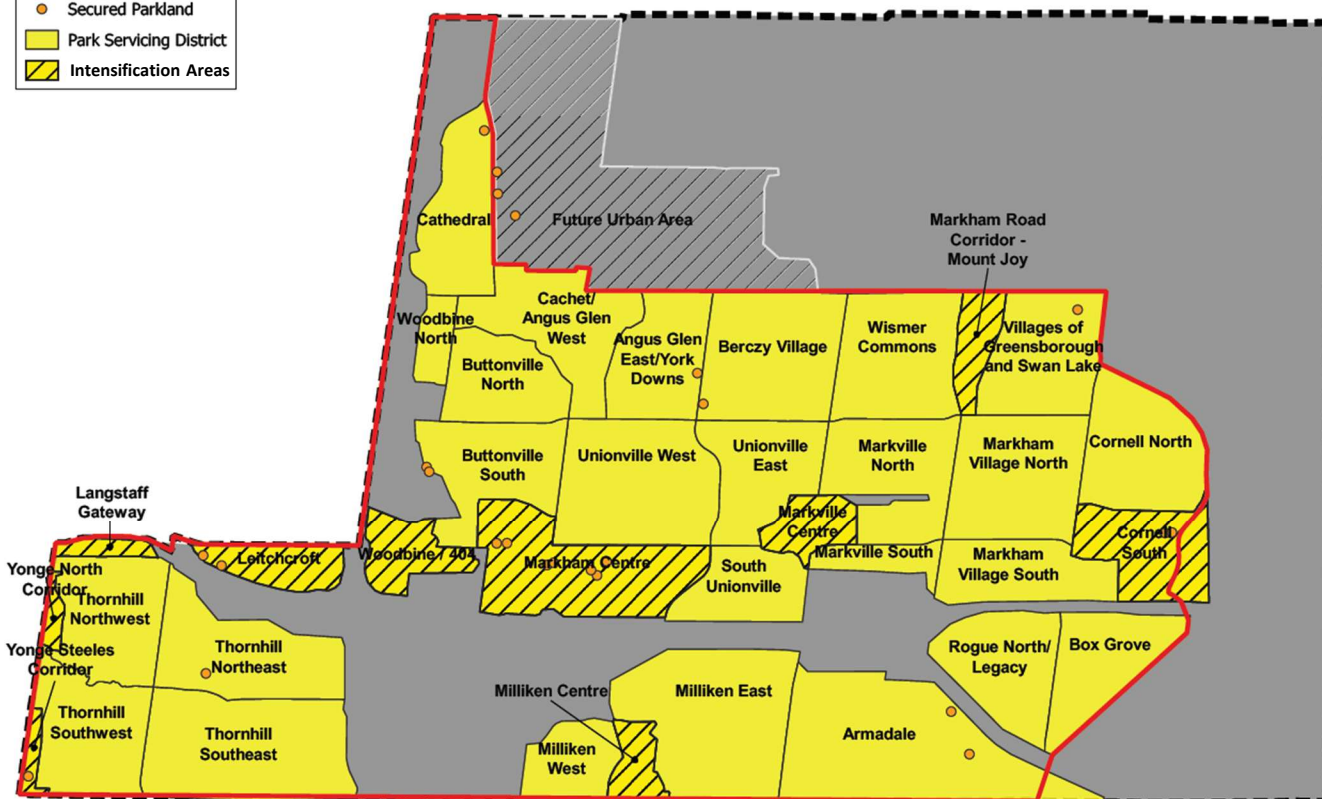 Secured Parkland
Park Servicing District
Intensification Areas
Cathedral
Future Urban Area
Markham Road
Corridor -
Mount Joy
Woodbine
North
Cachet/
Angus Glen
West
Angus Glen
East/York
Downs
Berczy Village
Wismer
Commons
Villages of
Greensborough
and Swan Lake
Buttonville
North
Buttonville
South
Unionville West
Unionville
East
Markville
North
Markham
Village North
Cornell North
Langstaff
Gateway
Leitchcroft
Woodbine / 404
Markham Centre
Markville
Centre
Markville South
South
Unionville
Markham
Village South
Cornell
South
Yonge North
Corridor
Thornhill
Northwest
Yonge Steeles
Corridor
Thornhill
Northeast
Rogue North/
Legacy
Box Grove
Thornhill
Southwest
Thornhill
Southeast
Milliken Centre
Milliken East
Milliken
West
Armadale